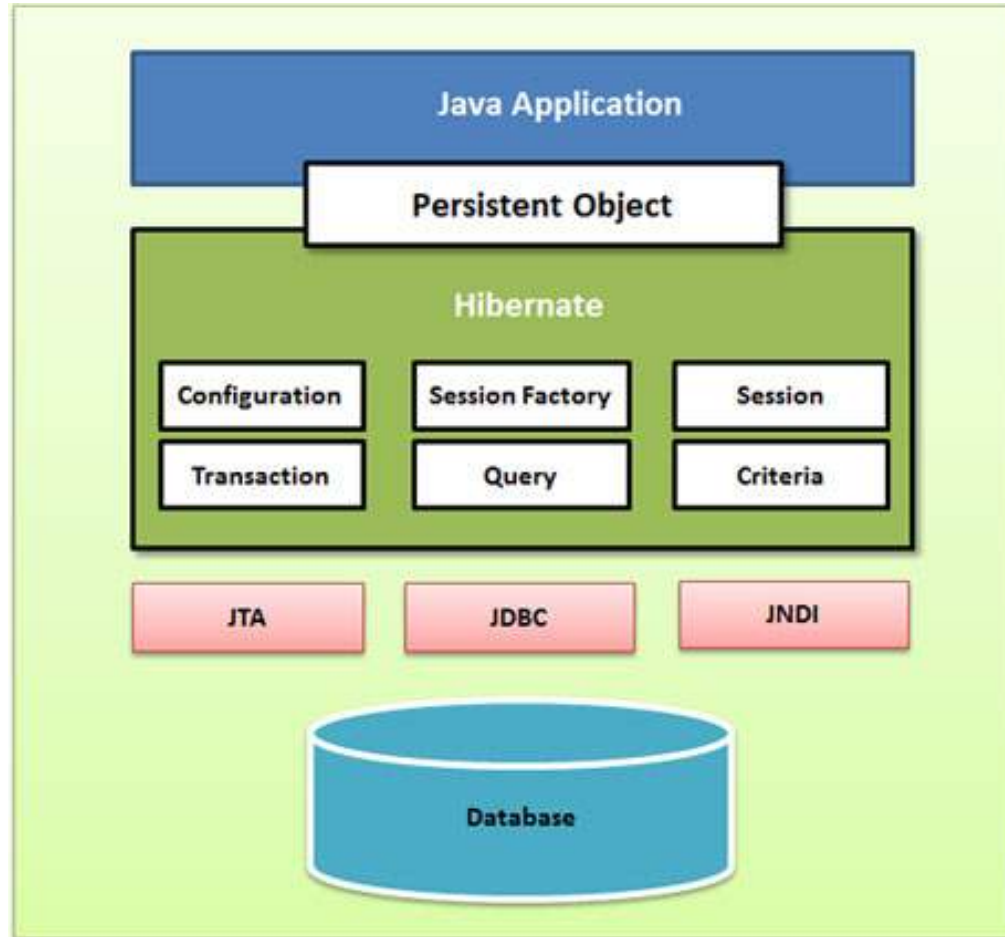 Java Application
Persistent Object
Hibernate
Configuration
Session Factory
Session
Transaction
Query
Criteria
JTA
JDBC
JNDI
Database